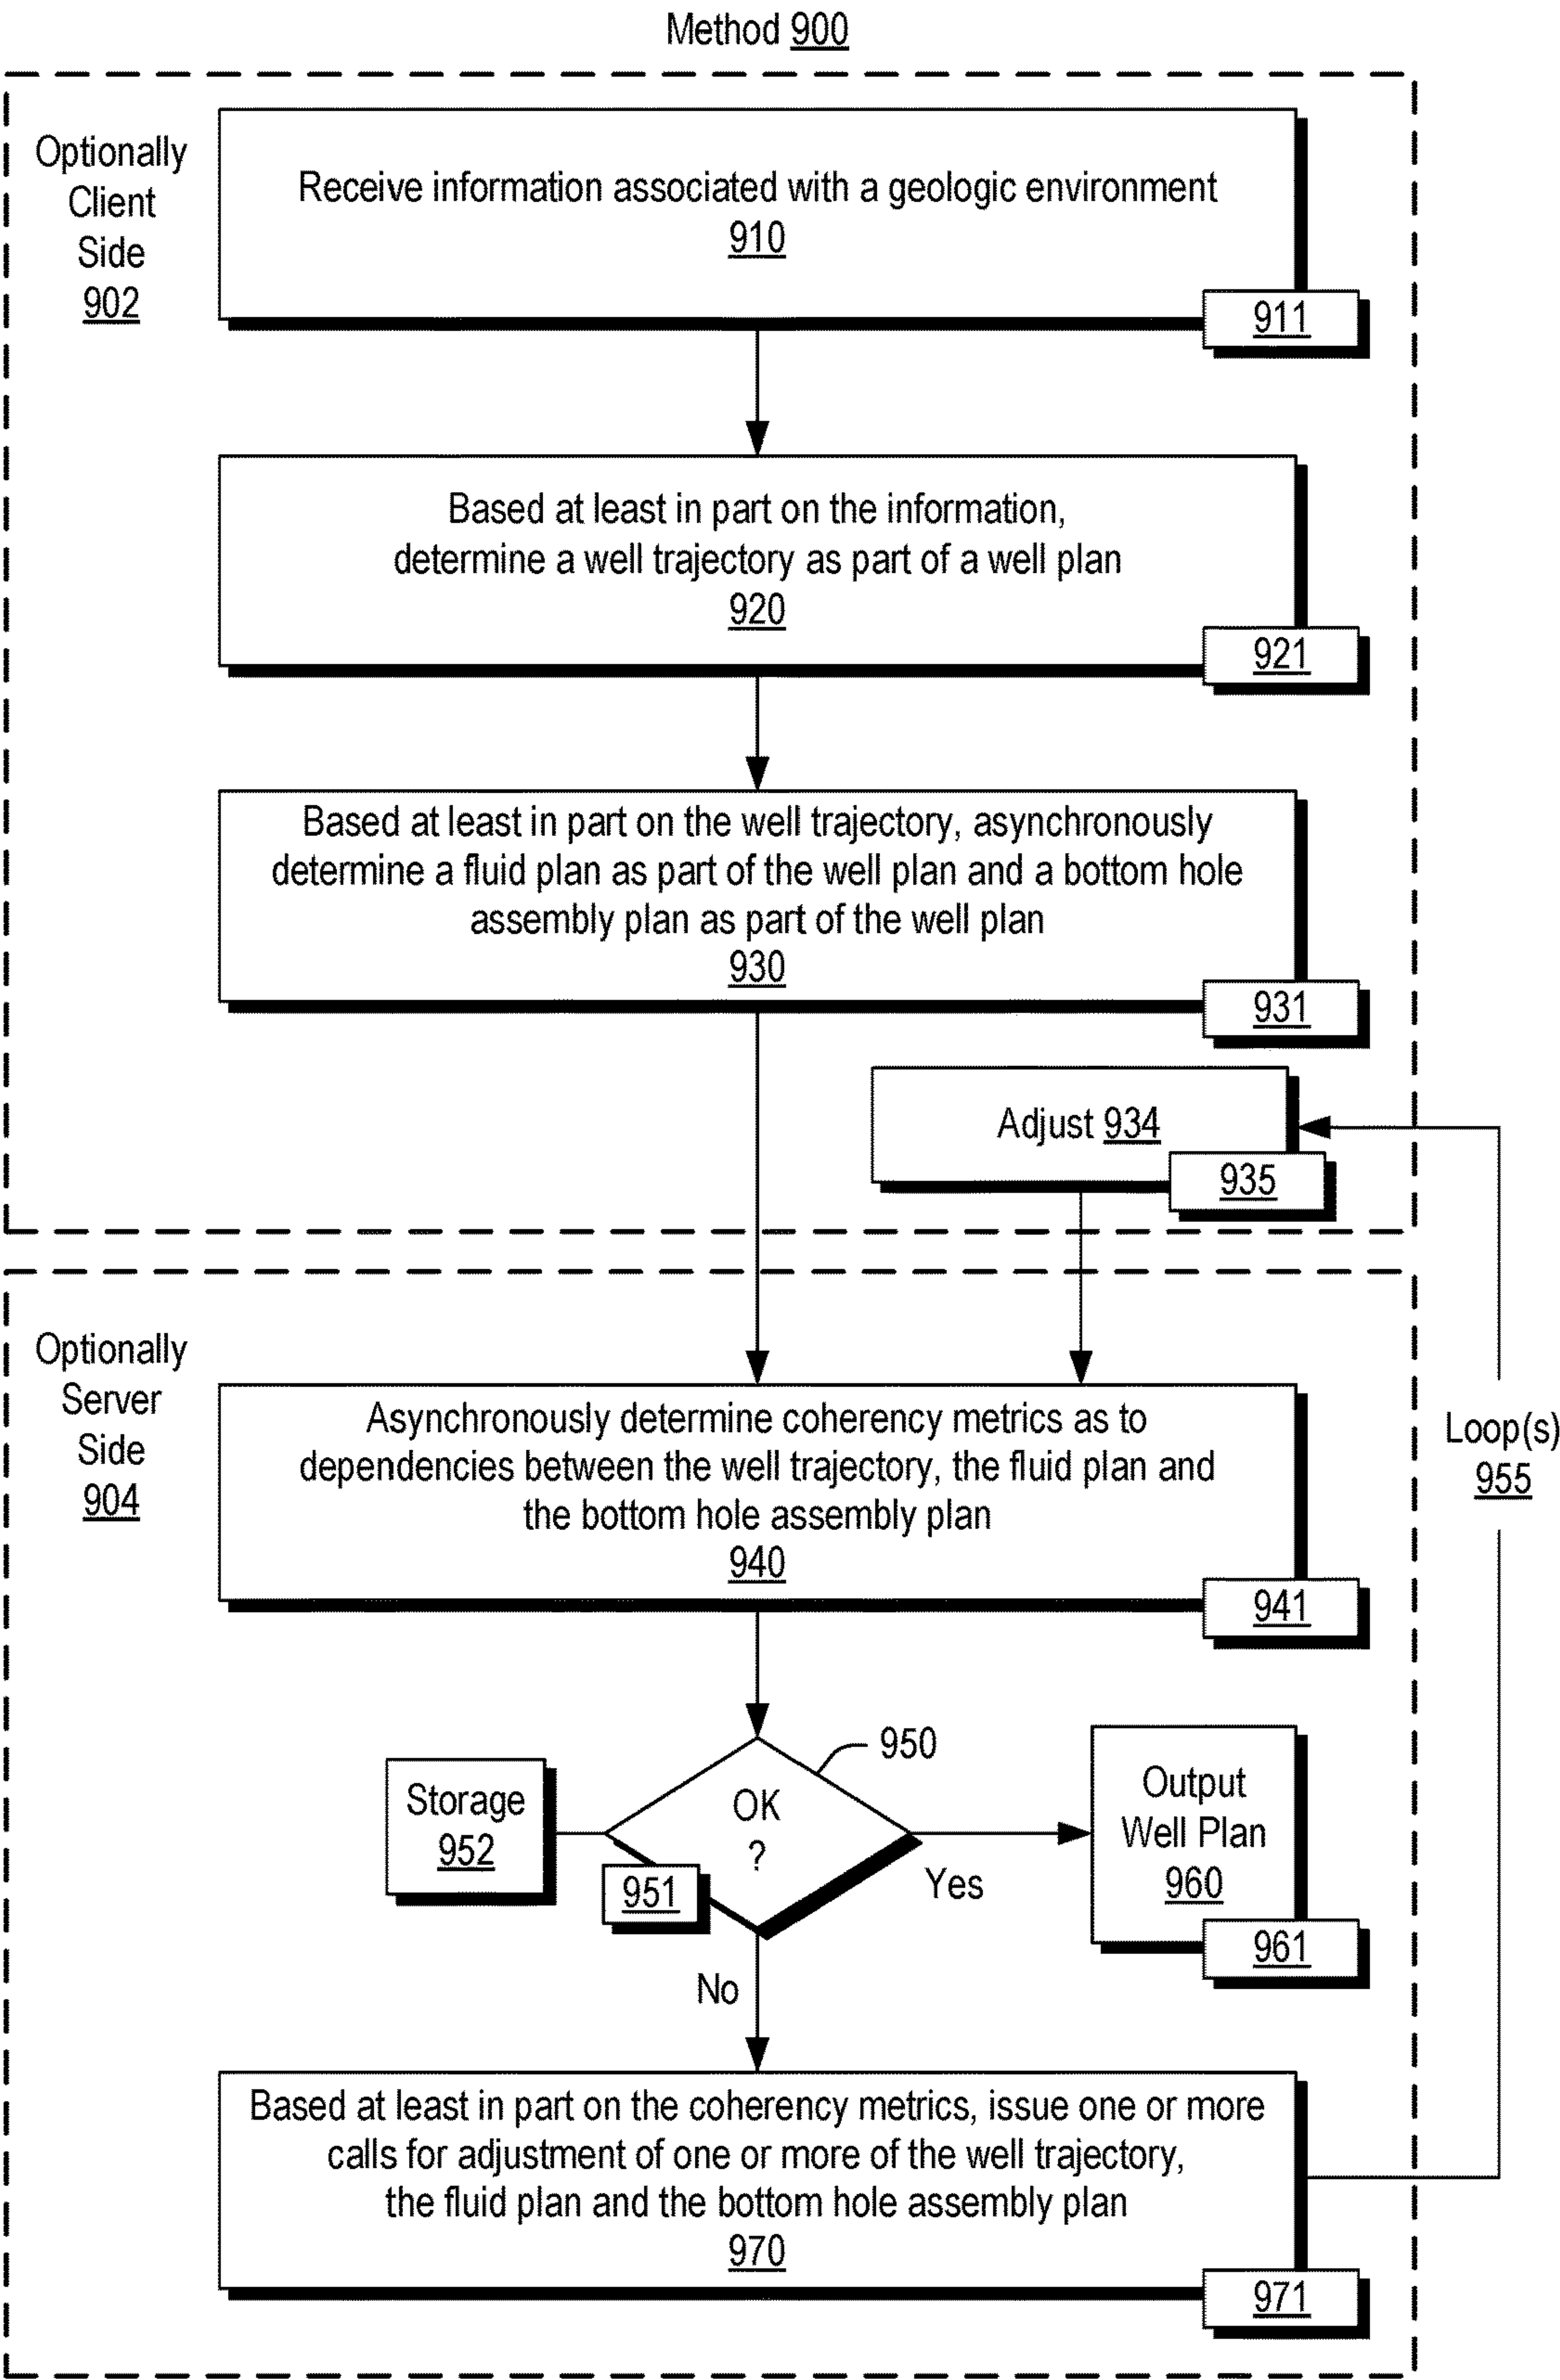 Method 900
Optionally
Client
Side
902
Receive information associated with a geologic environment
910
911
Based at least in part on the information,
determine a well trajectory as part of a well plan
920
921
Based at least in part on the well trajectory, asynchronously
determine a fluid plan as part of the well plan and a bottom hole
assembly plan as part of the well plan
930
931
Adjust 934
935
Optionally
Server
Side
904
Asynchronously determine coherency metrics as to
dependencies between the well trajectory, the fluid plan and
the bottom hole assembly plan
940
941
Loop(s)
955
950
OK
?
Storage
952
951
Yes
Output
Well Plan
960
961
No
Based at least in part on the coherency metrics, issue one or more
calls for adjustment of one or more of the well trajectory,
the fluid plan and the bottom hole assembly plan
970
971